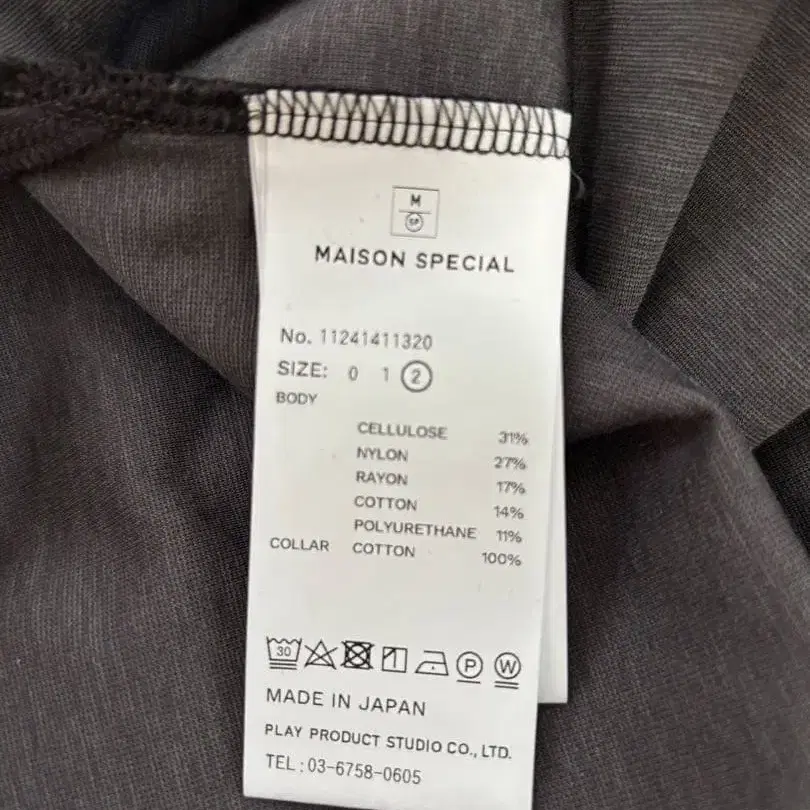 M
SP
MAISON SPECIAL
No. 11241411320
SIZE: 0 1 2
BODY
CELLULOSE 31%
NYLON 27%
RAYON 17%
COTTON 14%
POLYURETHANE 11%
COLLAR COTTON 100%
30 P W
MADE IN JAPAN
PLAY PRODUCT STUDIO CO., LTD.
TEL:03-6758-0605